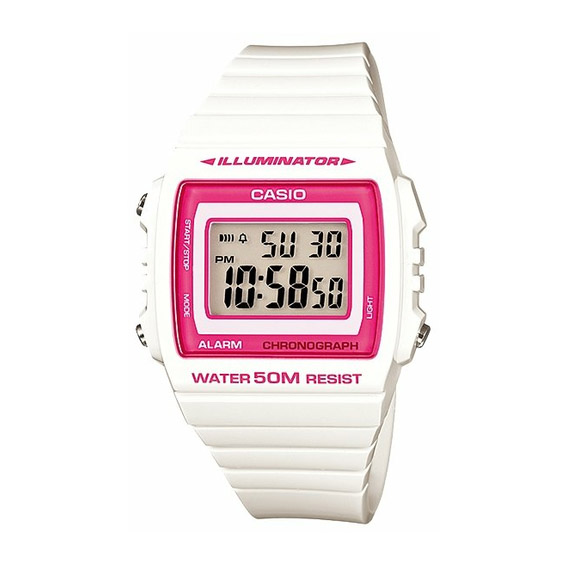 ILLUMINATOR
CASIO
START/STOP
MODE
SU 30
PM
10:58 50
LIGHT
ALARM CHRONOGRAPH
WATER 50M RESIST